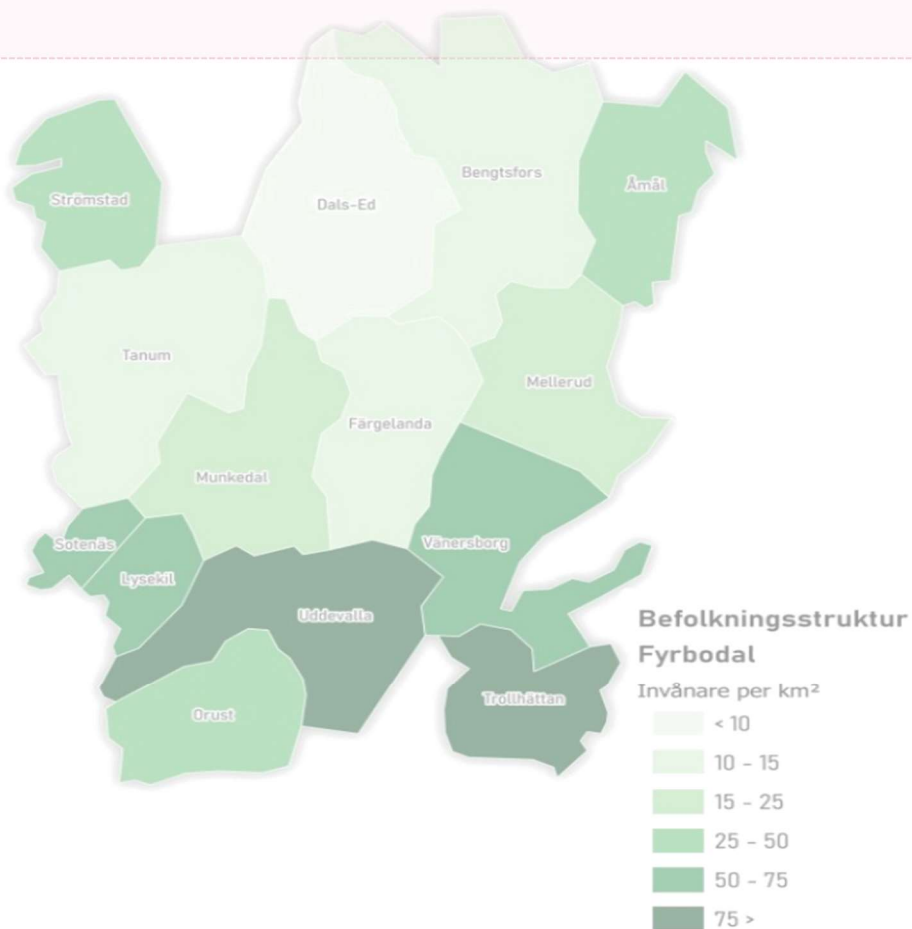 Bengtsfors
Åmål
Strömstad
Dals-Ed
Tanum
Mellerud
Färgelanda
Munkedal
Sotenäs
Vänersborg
Lysekil
Uddevalla
Trollhättan
Orust
Befolkningsstruktur
Fyrbodal
Invånare per km²
< 10
10 - 15
15 - 25
25 - 50
50 - 75
75 >